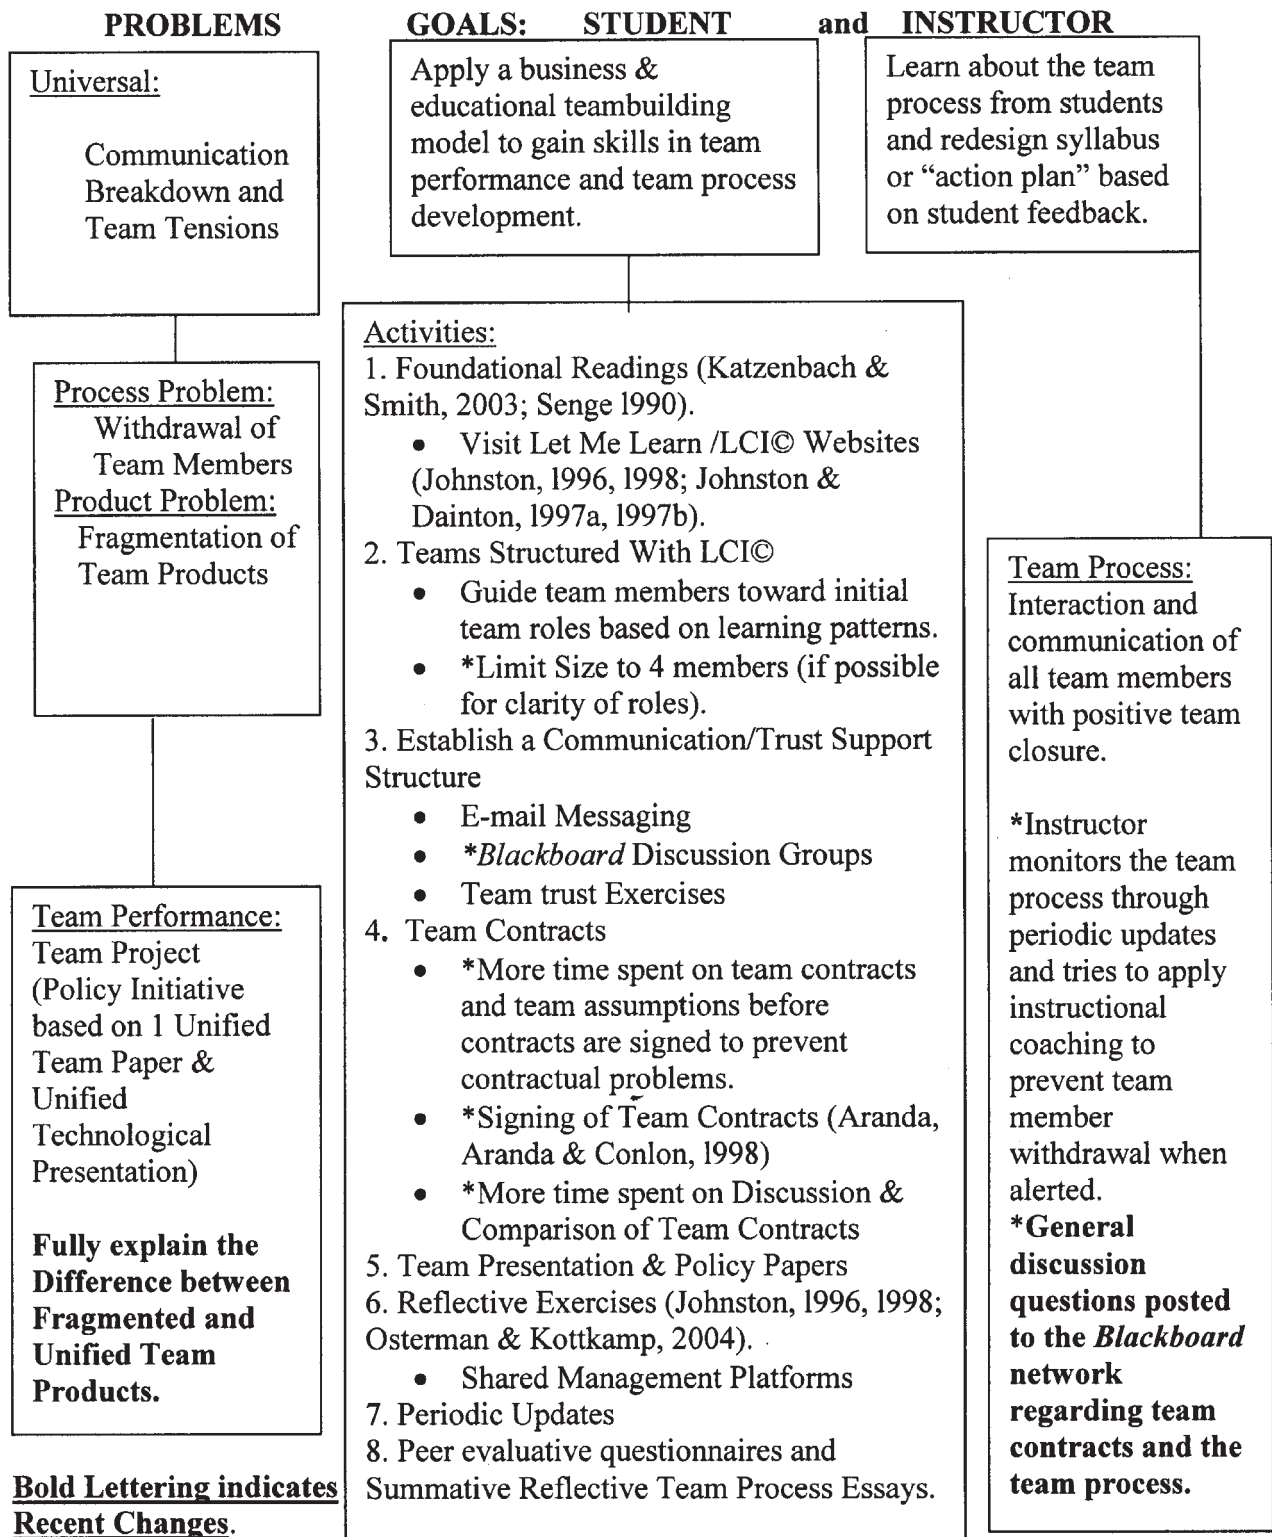 PROBLEMS GOALS: STUDENT and INSTRUCTOR
Universal:
Communication
Breakdown and
Team Tensions
Process Problem:
Withdrawal of
Team Members
Product Problem:
Fragmentation of
Team Products
Team Performance:
Team Project
(Policy Initiative
based on 1 Unified
Team Paper &
Unified
Technological
Presentation)
Fully explain the
Difference between
Fragmented and
Unified Team
Products.
Bold Lettering indicates
Recent Changes.
Apply a business &
educational teambuilding
model to gain skills in team
performance and team process
development.
Activities:
1. Foundational Readings (Katzenbach &
Smith, 2003; Senge 1990).
• Visit Let Me Learn /LCI© Websites
(Johnston, 1996, 1998; Johnston &
Dainton, 1997a, 1997b).
2. Teams Structured With LCI©
• Guide team members toward initial
team roles based on learning patterns.
• *Limit Size to 4 members (if possible
for clarity of roles).
3. Establish a Communication/Trust Support
Structure
• E-mail Messaging
• *Blackboard Discussion Groups
• Team trust Exercises
4. Team Contracts
• *More time spent on team contracts
and team assumptions before
contracts are signed to prevent
contractual problems.
• *Signing of Team Contracts (Aranda,
Aranda & Conlon, 1998)
• *More time spent on Discussion &
Comparison of Team Contracts
5. Team Presentation & Policy Papers
6. Reflective Exercises (Johnston, 1996, 1998;
Osterman & Kottkamp, 2004).
• Shared Management Platforms
7. Periodic Updates
8. Peer evaluative questionnaires and
Summative Reflective Team Process Essays.
Learn about the team
process from students
and redesign syllabus
or “action plan” based
on student feedback.
Team Process:
Interaction and
communication of
all team members
with positive team
closure.
*Instructor
monitors the team
process through
periodic updates
and tries to apply
instructional
coaching to
prevent team
member
withdrawal when
alerted.
*General
discussion
questions posted
to the Blackboard
network
regarding team
contracts and the
team process.